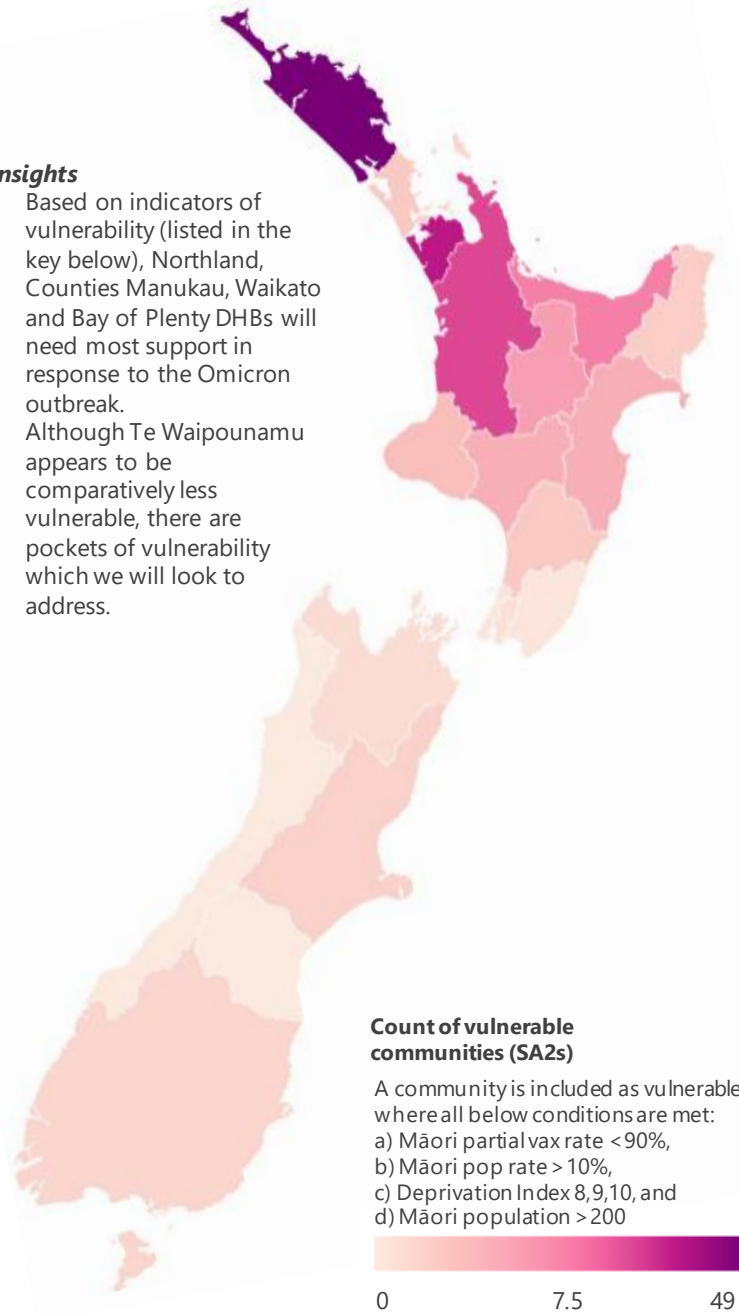 nsights
Based on indicators of
vulnerability (listed in the
key below), Northland,
Counties Manukau, Waikato
and Bay of Plenty DHBs will
need most support in
response to the Omicron
outbreak.
Although Te Waipounamu
appears to be
comparatively less
vulnerable, there are
pockets of vulnerability
which we will look to
address.
Count of vulnerable
communities (SA2s)
A community is included as vulnerable
where all below conditions are met:
a) Māori partial vax rate <90%,
b) Māori pop rate >10%,
c) Deprivation Index 8,9,10, and
d) Māori population >200
0 7.5 49